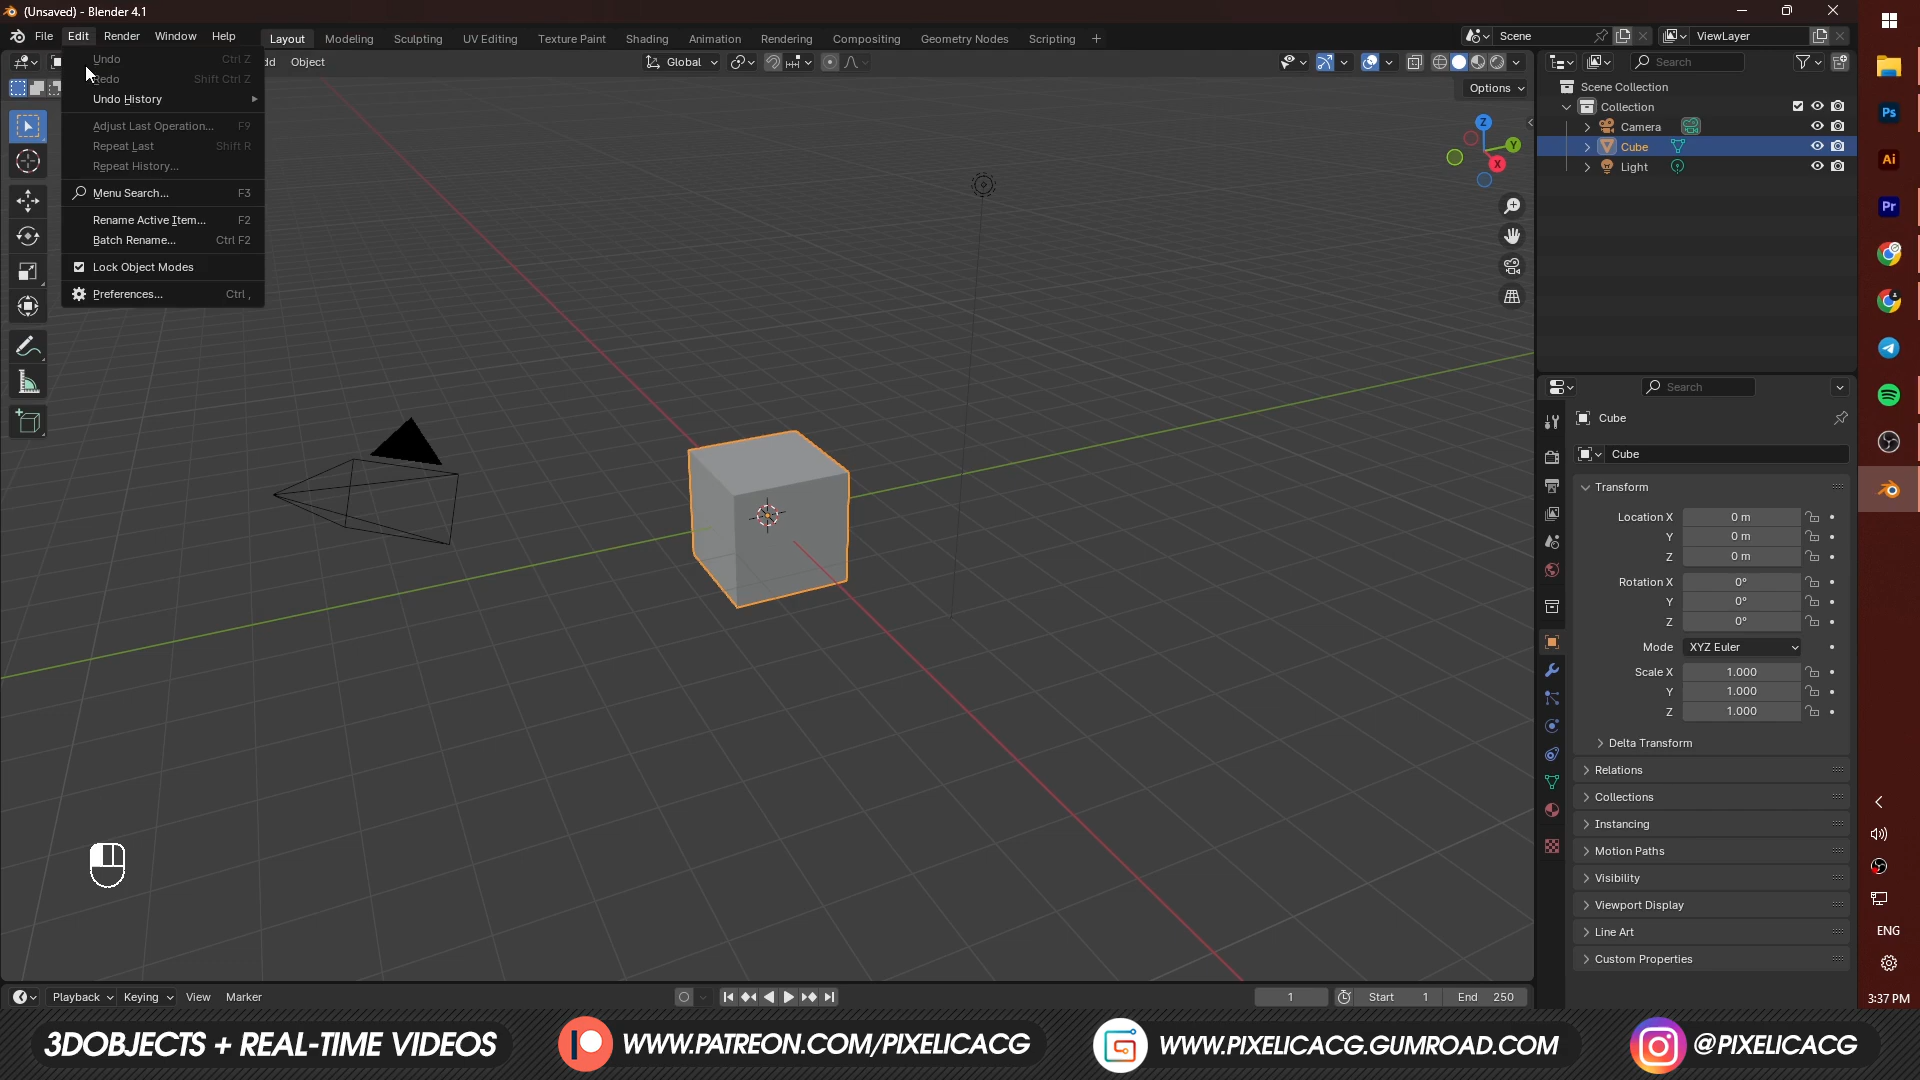 (Unsaved) - Blender 4.1
File Edit Render Window Help Layout Modeling Sculpting UV Editing Texture Paint Shading Animation Rendering Compositing Geometry Nodes Scripting + Scene ViewLayer
dd Object Global Search
Options
Undo Ctrl Z
Redo Shift Ctrl Z
Undo History
Adjust Last Operation... F9
Repeat Last Shift R
Repeat History...
Menu Search... F3
Rename Active Item... F2
Batch Rename... Ctrl F2
Lock Object Modes
Preferences... Ctrl ,
Z
Y
X
Scene Collection
Collection
Camera
Cube
Light
Search
Cube
Cube
Transform
Location X 0 m
Y 0 m
Z 0 m
Rotation X 0°
Y 0°
Z 0°
Mode XYZ Euler
Scale X 1.000
Y 1.000
Z 1.000
Delta Transform
Relations
Collections
Instancing
Motion Paths
Visibility
Viewport Display
Line Art
Custom Properties
Ps
Ai
Pr
ENG
3:37 PM
Playback Keying View Marker 1 Start 1 End 250
3DOBJECTS + REAL-TIME VIDEOS WWW.PATREON.COM/PIXELICACG WWW.PIXELICACG.GUMROAD.COM @PIXELICACG